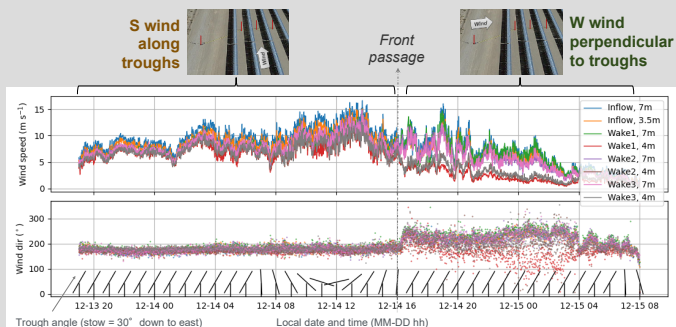 S wind
along
troughs
Wind
Front
passage
Wind
W wind
perpendicular
to troughs
Wind speed (m s⁻¹)
15
10
5
0
Inflow, 7m
Inflow, 3.5m
Wake1, 7m
Wake1, 4m
Wake2, 7m
Wake2, 4m
Wake3, 7m
Wake3, 4m
Wind dir (°)
300
200
100
0
12-13 20 12-14 00 12-14 04 12-14 08 12-14 12 12-14 16 12-14 20 12-15 00 12-15 04 12-15 08
Trough angle (stow = 30° down to east) Local date and time (MM-DD hh)